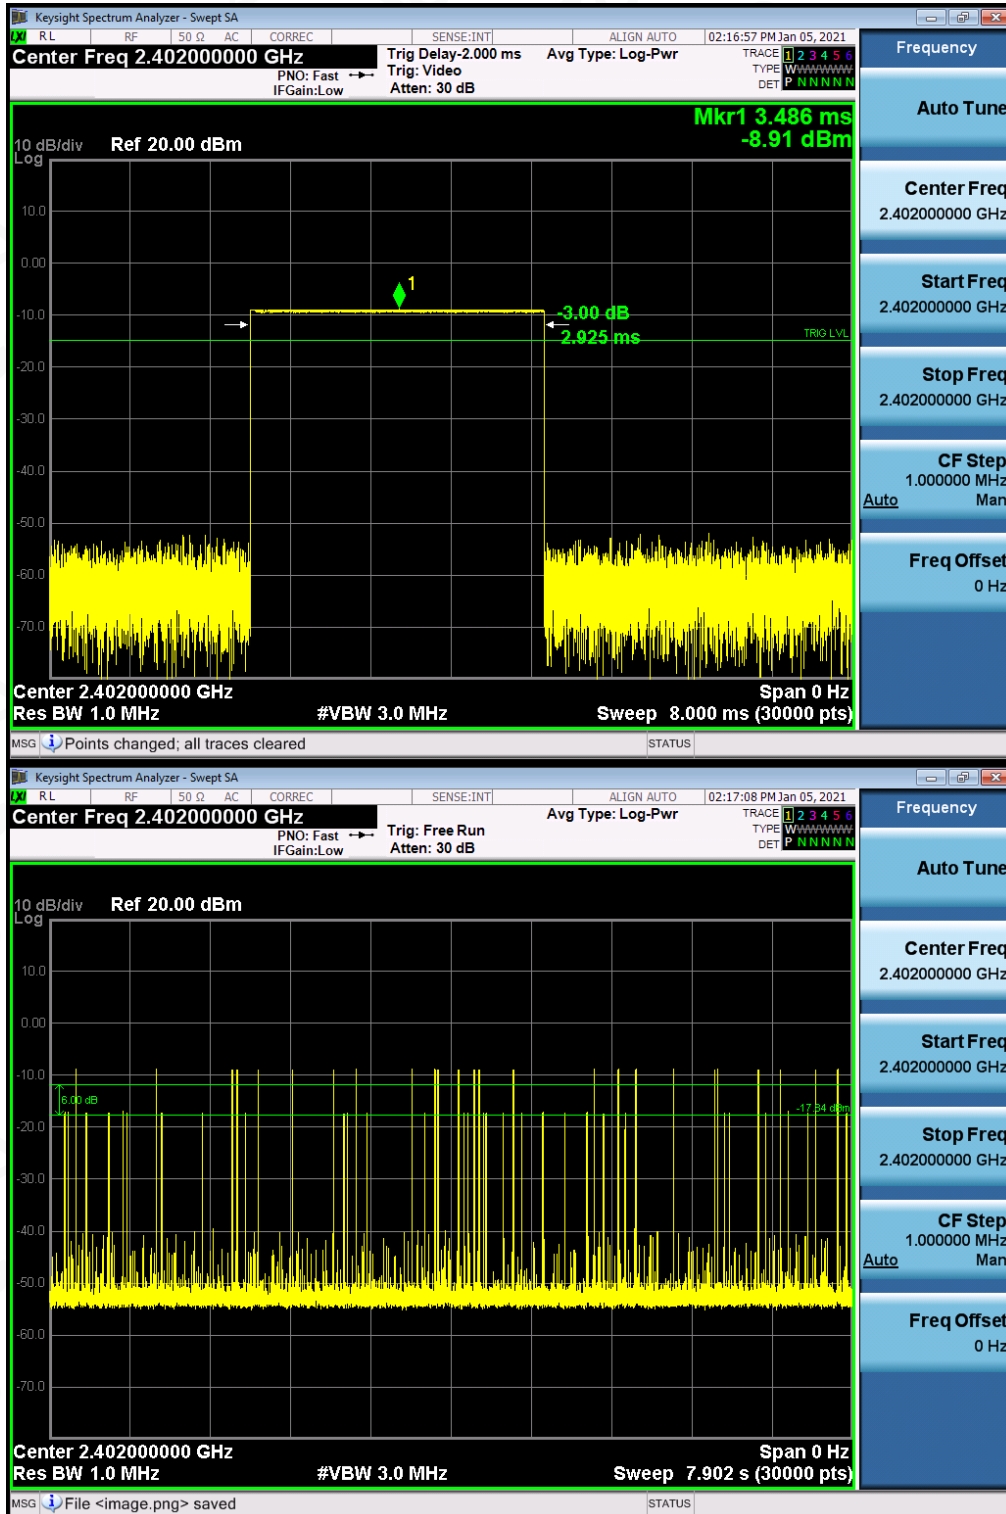 Keysight Spectrum Analyzer - Swept SA
LXI RL RF 50 Ω AC CORREC SENSE:INT ALIGN AUTO 02:16:57 PM Jan 05, 2021
Center Freq 2.402000000 GHz
PNO: Fast
IFGain:Low
Trig Delay-2.000 ms
Trig: Video
Atten: 30 dB
Avg Type: Log-Pwr
TRACE 1 2 3 4 5 6
TYPE WWWWWW
DET P N N N N N
Mkr1 3.486 ms
-8.91 dBm
10 dB/div Ref 20.00 dBm
Log
10.0
0.00
-10.0
-20.0
-30.0
-40.0
-50.0
-60.0
-70.0
1
-3.00 dB
2.925 ms
TRIG LVL
Center 2.402000000 GHz Span 0 Hz
Res BW 1.0 MHz #VBW 3.0 MHz Sweep 8.000 ms (30000 pts)
MSG Points changed; all traces cleared STATUS
Frequency
Auto Tune
Center Freq
2.402000000 GHz
Start Freq
2.402000000 GHz
Stop Freq
2.402000000 GHz
CF Step
1.000000 MHz
Auto Man
Freq Offset
0 Hz
Keysight Spectrum Analyzer - Swept SA
LXI RL RF 50 Ω AC CORREC SENSE:INT ALIGN AUTO 02:17:08 PM Jan 05, 2021
Center Freq 2.402000000 GHz
PNO: Fast
IFGain:Low
Trig: Free Run
Atten: 30 dB
Avg Type: Log-Pwr
TRACE 1 2 3 4 5 6
TYPE WWWWWW
DET P N N N N N
10 dB/div Ref 20.00 dBm
Log
10.0
0.00
-10.0
-20.0
-30.0
-40.0
-50.0
-60.0
-70.0
6.00 dB
-17.84 dBm
Center 2.402000000 GHz Span 0 Hz
Res BW 1.0 MHz #VBW 3.0 MHz Sweep 7.902 s (30000 pts)
MSG File <image.png> saved STATUS
Frequency
Auto Tune
Center Freq
2.402000000 GHz
Start Freq
2.402000000 GHz
Stop Freq
2.402000000 GHz
CF Step
1.000000 MHz
Auto Man
Freq Offset
0 Hz